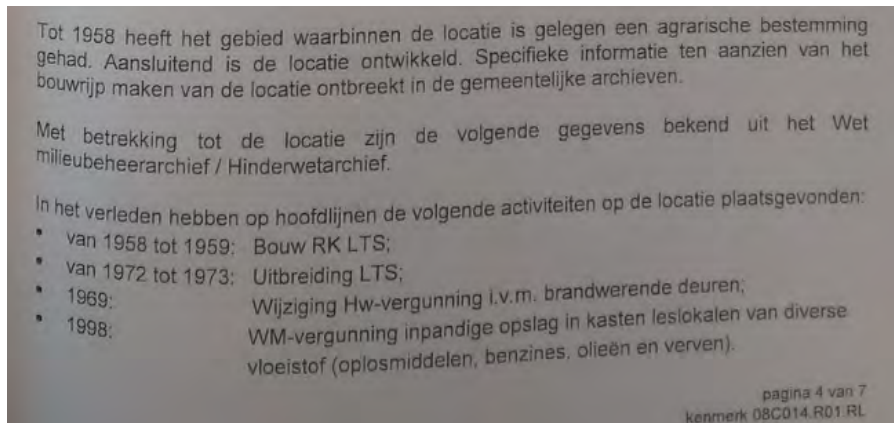 Tot 1958 heeft het gebied waarbinnen de locatie is gelegen een agrarische bestemming
gehad. Aansluitend is de locatie ontwikkeld. Specifieke informatie ten aanzien van het
bouwrijp maken van de locatie ontbreekt in de gemeentelijke archieven.
Met betrekking tot de locatie zijn de volgende gegevens bekend uit het Wet
milieubeheerarchief / Hinderwetarchief.
In het verleden hebben op hoofdlijnen de volgende activiteiten op de locatie plaatsgevonden:
• van 1958 tot 1959: Bouw RK LTS;
• van 1972 tot 1973: Uitbreiding LTS;
• 1969: Wijziging Hw-vergunning i.v.m. brandwerende deuren;
• 1998: WM-vergunning inpandige opslag in kasten leslokalen van diverse
vloeistof (oplosmiddelen, benzines, olieën en verven).
pagina 4 van 7
kenmerk 08C014.R01.RL